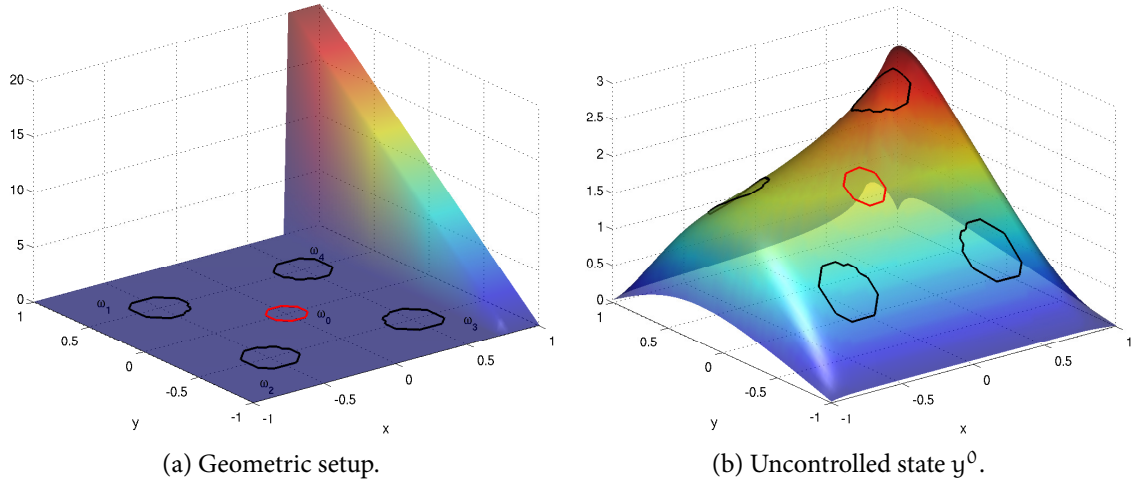 20
15
10
5
0
1
0.5
0
-0.5
-1
y
-1
-0.5
0
0.5
1
x
ω₁
ω₂
ω₀
ω₃
ω₄
3
2.5
2
1.5
1
0.5
0
1
0.5
0
-0.5
-1
y
-1
-0.5
0
0.5
1
x
(a) Geometric setup.
(b) Uncontrolled state y⁰.